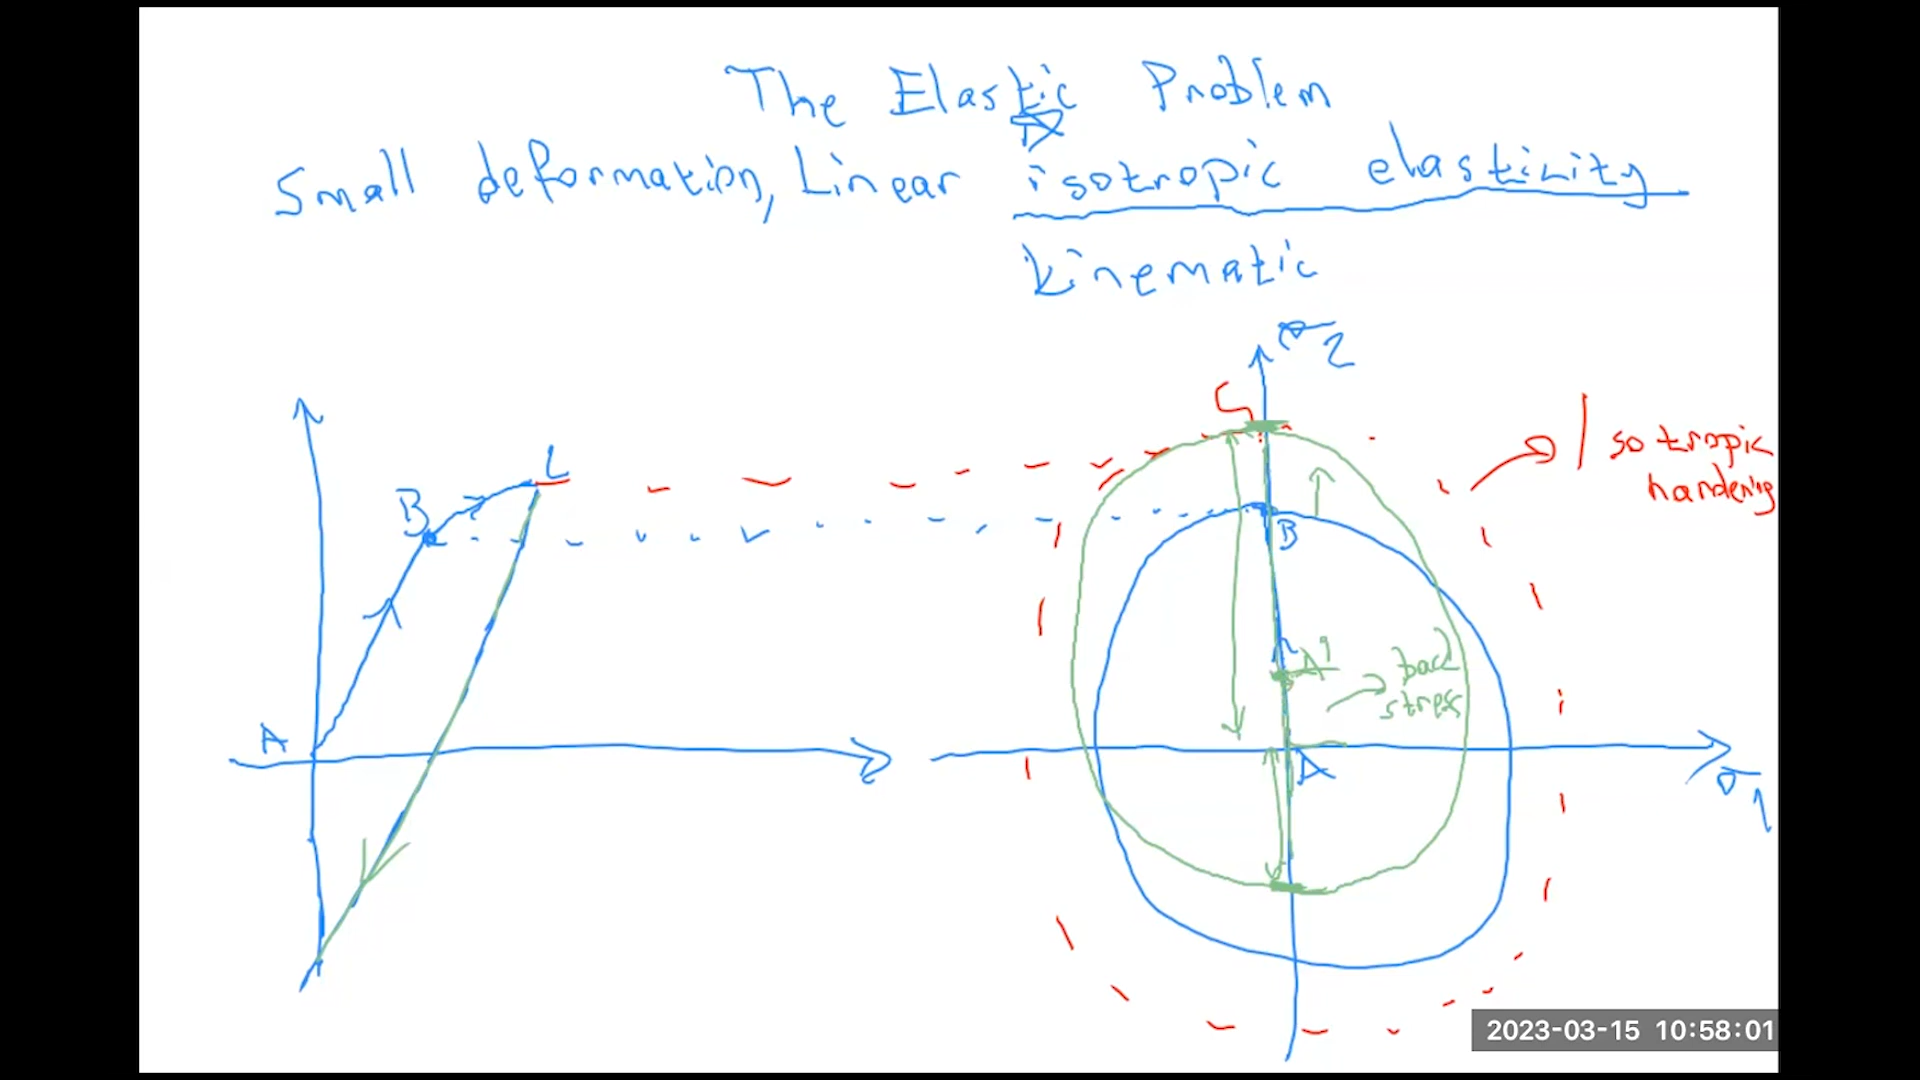 The Elastic Problem
Small deformation, Linear isotropic elasticity
kinematic
σ2
C
Isotropic
hardening
L
B
B
A'
back
stress
A
A
σ1
2023-03-15 10:58:01